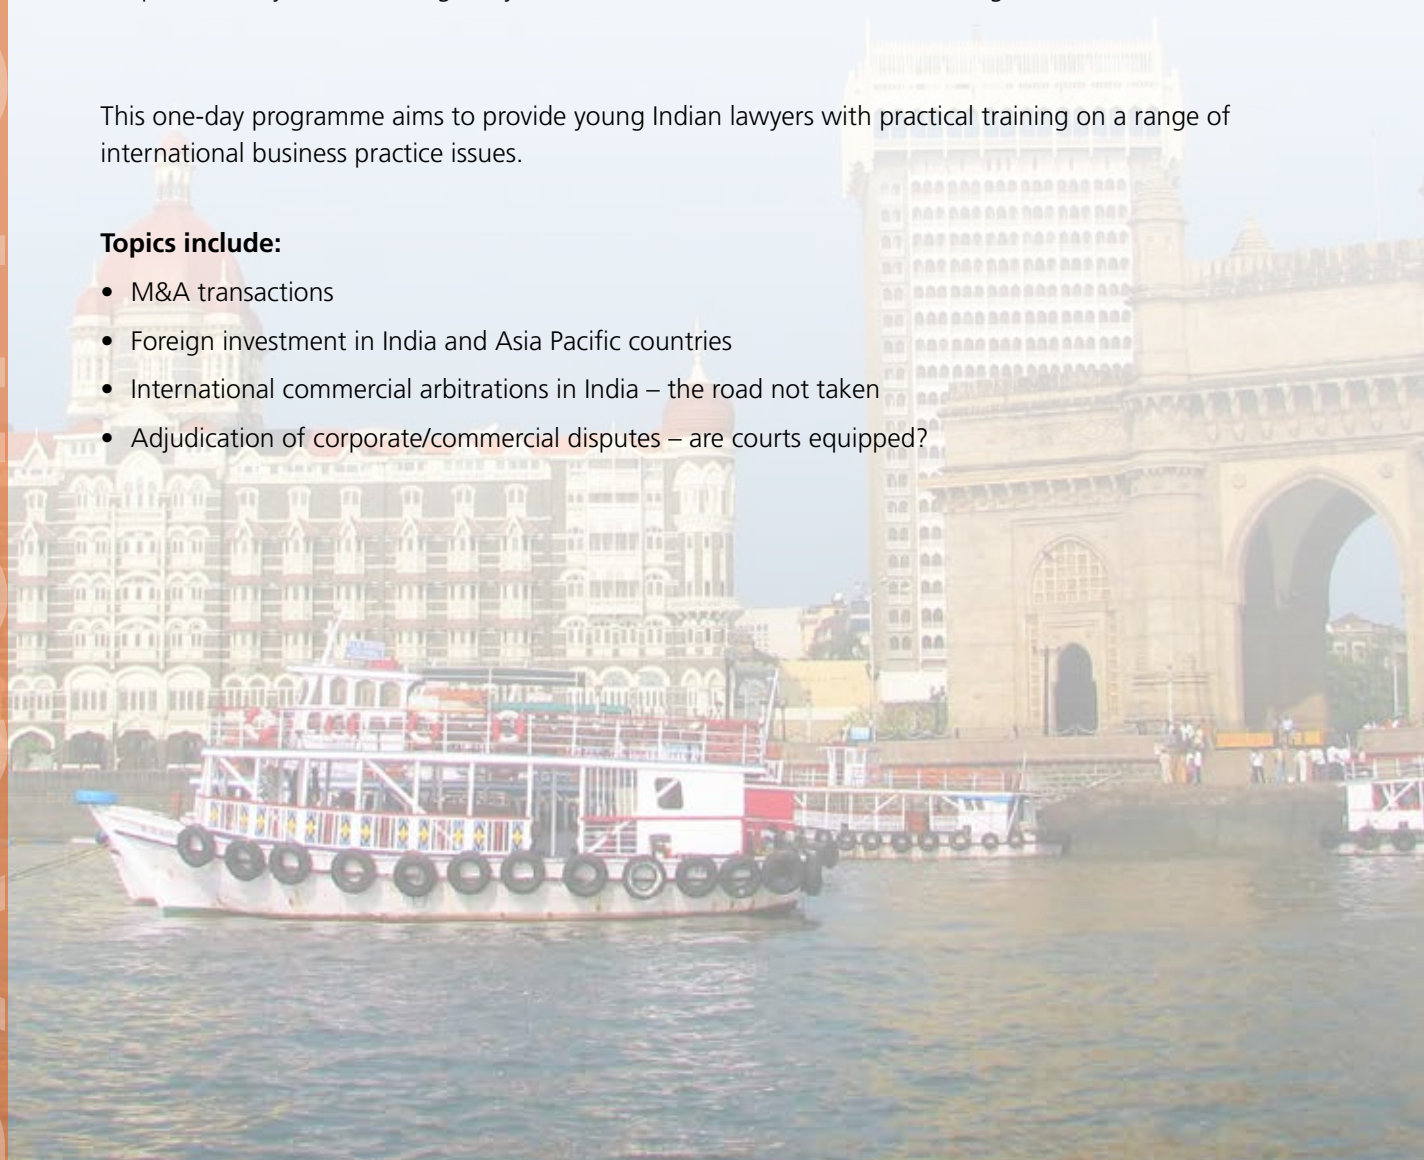 This one-day programme aims to provide young Indian lawyers with practical training on a range of
international business practice issues.
Topics include:
• M&A transactions
• Foreign investment in India and Asia Pacific countries
• International commercial arbitrations in India – the road not taken
• Adjudication of corporate/commercial disputes – are courts equipped?